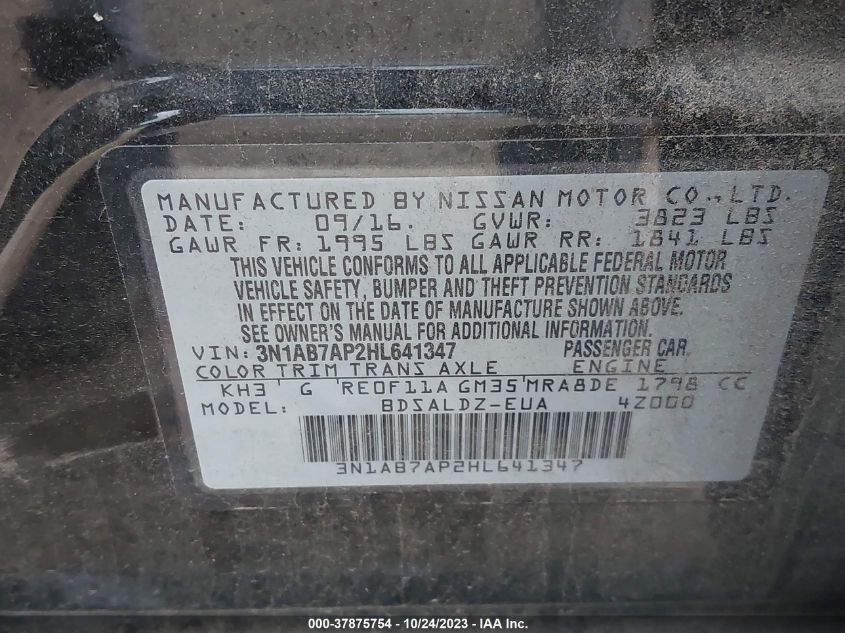 MANUFACTURED BY NISSAN MOTOR CO., LTD.
DATE: 09/16. GVWR: 3823 LBS
GAWR FR: 1995 LBS GAWR RR: 1841 LBS
THIS VEHICLE CONFORMS TO ALL APPLICABLE FEDERAL MOTOR
VEHICLE SAFETY, BUMPER AND THEFT PREVENTION STANDARDS
IN EFFECT ON THE DATE OF MANUFACTURE SHOWN ABOVE.
SEE OWNER'S MANUAL FOR ADDITIONAL INFORMATION.
VIN: 3N1AB7AP2HL641347 PASSENGER CAR.
COLOR TRIM TRANS AXLE ENGINE
KH3 G RE0F11A GM35 MRA8DE 1798 CC
MODEL: BDSALDZ-EUA 4Z000
3N1AB7AP2HL641347
000-37875754 - 10/24/2023 - IAA Inc.